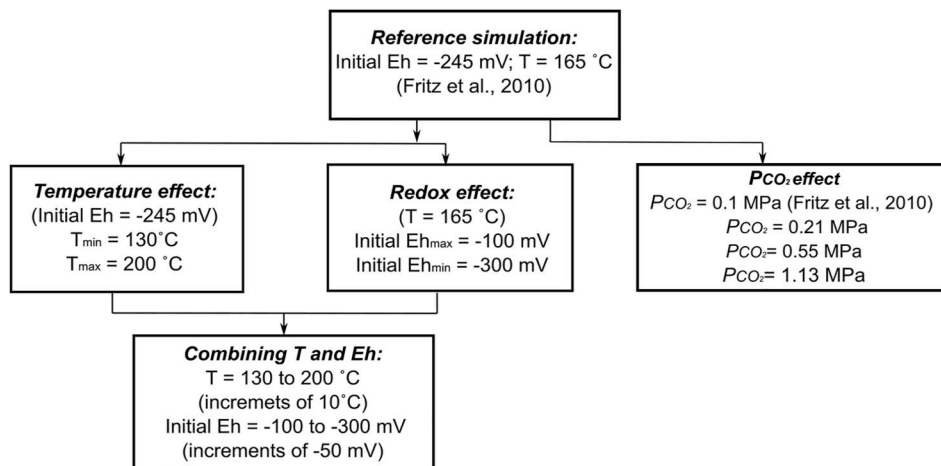 Reference simulation:
Initial Eh = -245 mV; T = 165 ˚C
(Fritz et al., 2010)
Temperature effect:
(Initial Eh = -245 mV)
Tmin = 130˚C
Tmax = 200 ˚C
Redox effect:
(T = 165 ˚C)
Initial Ehmax = -100 mV
Initial Ehmin = -300 mV
PCO₂ effect
PCO₂ = 0.1 MPa (Fritz et al., 2010)
PCO₂ = 0.21 MPa
PCO₂ = 0.55 MPa
PCO₂= 1.13 MPa
Combining T and Eh:
T = 130 to 200 ˚C
(incremets of 10˚C)
Initial Eh = -100 to -300 mV
(increments of -50 mV)